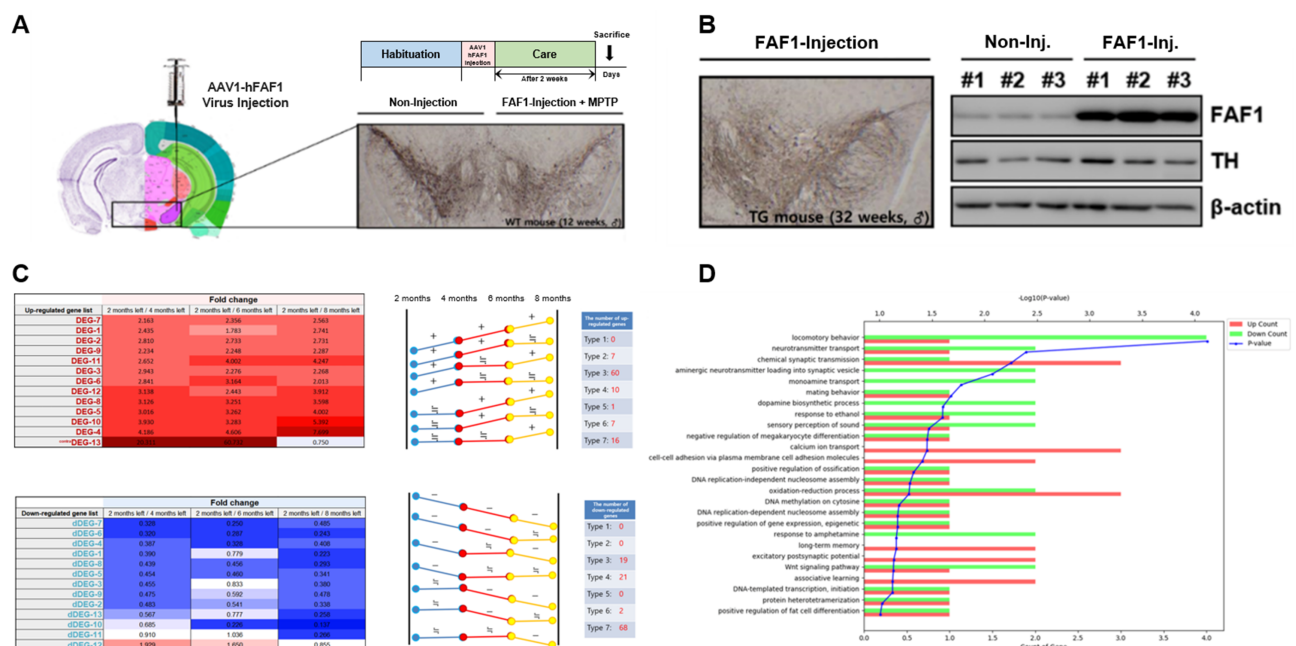 A
AAV1-hFAF1
Virus Injection
Habituation
AAV1
hFAF1
injection
Care
Sacrifice
After 2 weeks
Days
Non-Injection
FAF1-Injection + MPTP
WT mouse (12 weeks, ♂)
B
FAF1-Injection
TG mouse (32 weeks, ♂)
Non-Inj.
FAF1-Inj.
#1 #2 #3 #1 #2 #3
FAF1
TH
β-actin
C
Fold change
Up-regulated gene list 2 months left / 4 months left 2 months left / 6 months left 2 months left / 8 months left
DEG-7 2.163 2.356 2.563
DEG-1 2.435 1.783 2.741
DEG-2 2.810 2.733 2.731
DEG-9 2.234 2.248 2.287
DEG-11 2.652 4.002 4.247
DEG-3 2.943 2.276 2.268
DEG-6 2.841 3.164 2.013
DEG-12 3.138 2.443 3.912
DEG-8 3.126 3.251 3.598
DEG-5 3.016 3.262 4.002
DEG-10 3.930 3.283
DEG-4 4.186 4.606
DEG-13 0.750
2 months 4 months 6 months 8 months
The number of up-regulated genes
Type 1: 0
Type 2: 7
Type 3: 60
Type 4: 10
Type 5: 1
Type 6: 7
Type 7: 16
Fold change
Down-regulated gene list 2 months left / 4 months left 2 months left / 6 months left 2 months left / 8 months left
dDEG-7 0.328 0.250 0.485
dDEG-6 0.320 0.297 0.243
dDEG-4 0.387 0.328 0.408
dDEG-1 0.390 0.779 0.223
dDEG-8 0.439 0.456 0.293
dDEG-5 0.454 0.460 0.341
dDEG-3 0.455 0.833 0.380
dDEG-9 0.475 0.592 0.478
dDEG-2 0.483 0.541 0.338
dDEG-13 0.567 0.777 0.258
dDEG-10 0.685
dDEG-11 0.910 1.036 0.266
dDEG-12 1.929 1.650 0.855
The number of down-regulated genes
Type 1: 0
Type 2: 0
Type 3: 19
Type 4: 21
Type 5: 0
Type 6: 2
Type 7: 68
D
-Log10(P-value)
1.0 1.5 2.0 2.5 3.0 3.5 4.0
Up Count
Down Count
P-value
locomotory behavior
neurotransmitter transport
chemical synaptic transmission
aminergic neurotransmitter loading into synaptic vesicle
monoamine transport
mating behavior
dopamine biosynthetic process
response to ethanol
sensory perception of sound
negative regulation of megakaryocyte differentiation
calcium ion transport
cell-cell adhesion via plasma membrane cell adhesion molecules
positive regulation of ossification
DNA replication-independent nucleosome assembly
oxidation-reduction process
DNA methylation on cytosine
DNA replication-dependent nucleosome assembly
positive regulation of gene expression, epigenetic
response to amphetamine
long-term memory
excitatory postsynaptic potential
Wnt signaling pathway
associative learning
DNA-templated transcription, initiation
protein heterotetramerization
positive regulation of fat cell differentiation
0.0 0.5 1.0 1.5 2.0 2.5 3.0 3.5 4.0
Count of Gene